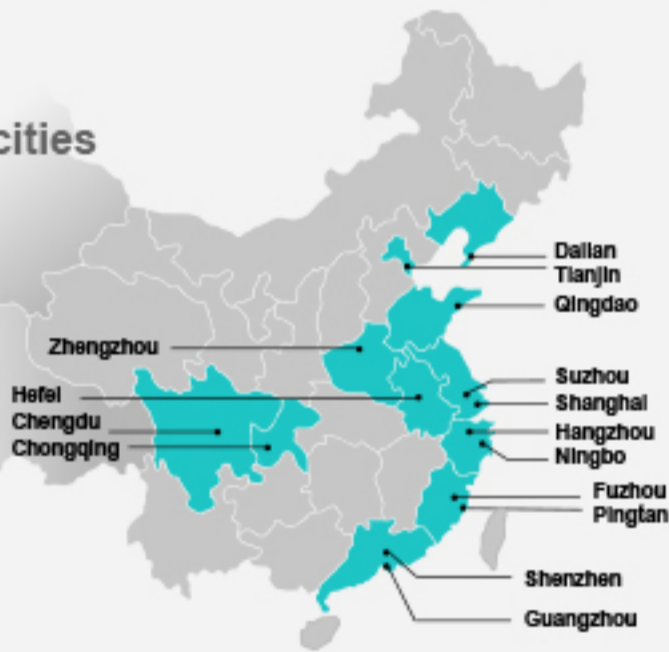 cities
Dalian
Tianjin
Qingdao
Zhengzhou
Suzhou
Hefei
Shanghai
Chengdu
Hangzhou
Chongqing
Ningbo
Fuzhou
Pingtan
Shenzhen
Guangzhou